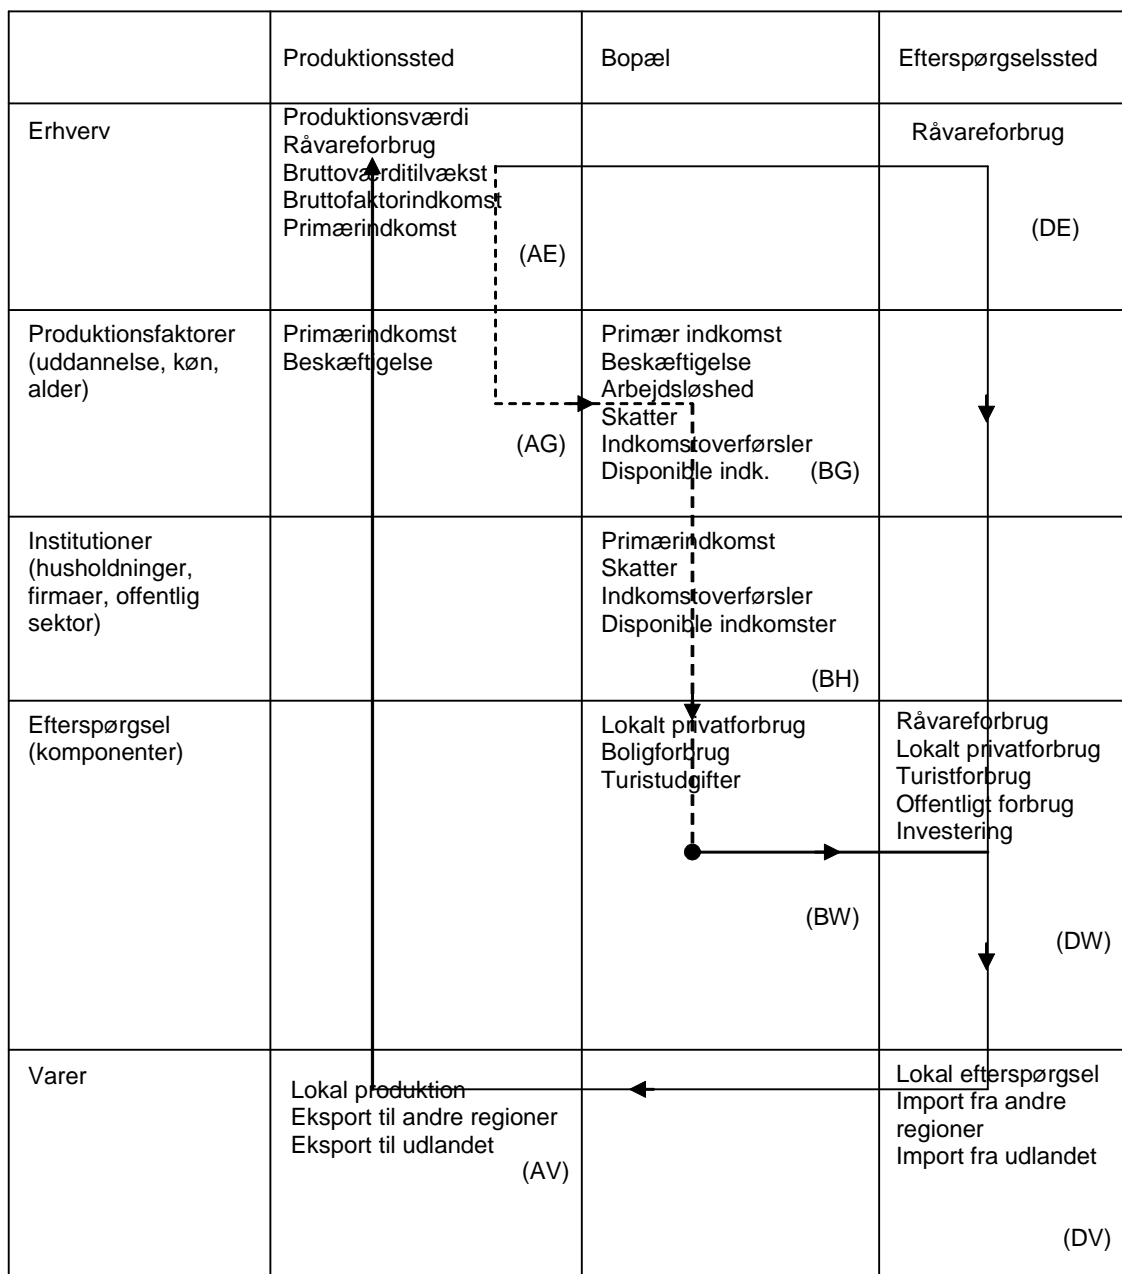 Produktionssted
Bopæl
Efterspørgselssted
Erhverv
Produktionsværdi
Råvareforbrug
Bruttoværditilvækst
Bruttofaktorindkomst
Primærindkomst
(AE)
Råvareforbrug
(DE)
Produktionsfaktorer
(uddannelse, køn,
alder)
Primærindkomst
Beskæftigelse
(AG)
Primær indkomst
Beskæftigelse
Arbejdsløshed
Skatter
Indkomstoverførsler
Disponible indk. (BG)
Institutioner
(husholdninger,
firmaer, offentlig
sektor)
Primærindkomst
Skatter
Indkomstoverførsler
Disponible indkomster
(BH)
Efterspørgsel
(komponenter)
Lokalt privatforbrug
Boligforbrug
Turistudgifter
(BW)
Råvareforbrug
Lokalt privatforbrug
Turistforbrug
Offentligt forbrug
Investering
(DW)
Varer
Lokal produktion
Eksport til andre regioner
Eksport til udlandet
(AV)
Lokal efterspørgsel
Import fra andre
regioner
Import fra udlandet
(DV)